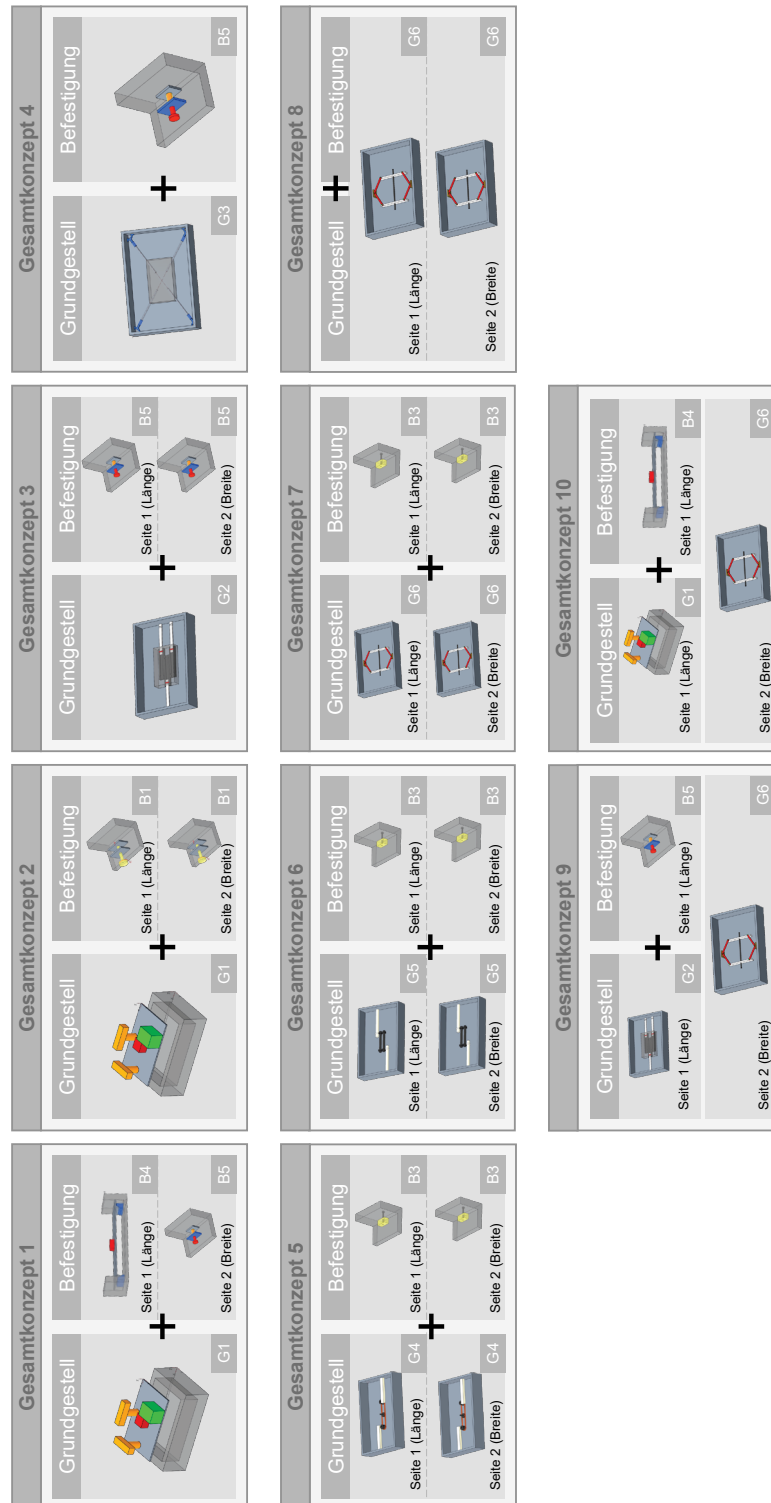 Gesamtkonzept 1
Grundgestell
Befestigung
G1
B4
Seite 1 (Länge)
B5
Seite 2 (Breite)
Gesamtkonzept 2
Grundgestell
Befestigung
G1
B1
Seite 1 (Länge)
B1
Seite 2 (Breite)
Gesamtkonzept 3
Grundgestell
Befestigung
G2
B5
Seite 1 (Länge)
B5
Seite 2 (Breite)
Gesamtkonzept 4
Grundgestell
Befestigung
G3
B5
Gesamtkonzept 5
Grundgestell
Befestigung
G4
Seite 1 (Länge)
G4
Seite 2 (Breite)
B3
Seite 1 (Länge)
B3
Seite 2 (Breite)
Gesamtkonzept 6
Grundgestell
Befestigung
G5
Seite 1 (Länge)
G5
Seite 2 (Breite)
B3
Seite 1 (Länge)
B3
Seite 2 (Breite)
Gesamtkonzept 7
Grundgestell
Befestigung
G6
Seite 1 (Länge)
G6
Seite 2 (Breite)
B3
Seite 1 (Länge)
B3
Seite 2 (Breite)
Gesamtkonzept 8
Grundgestell + Befestigung
G6
Seite 1 (Länge)
G6
Seite 2 (Breite)
Gesamtkonzept 9
Grundgestell
Befestigung
G2
Seite 1 (Länge)
B5
Seite 1 (Länge)
G6
Seite 2 (Breite)
Gesamtkonzept 10
Grundgestell
Befestigung
G1
Seite 1 (Länge)
B4
Seite 1 (Länge)
G6
Seite 2 (Breite)